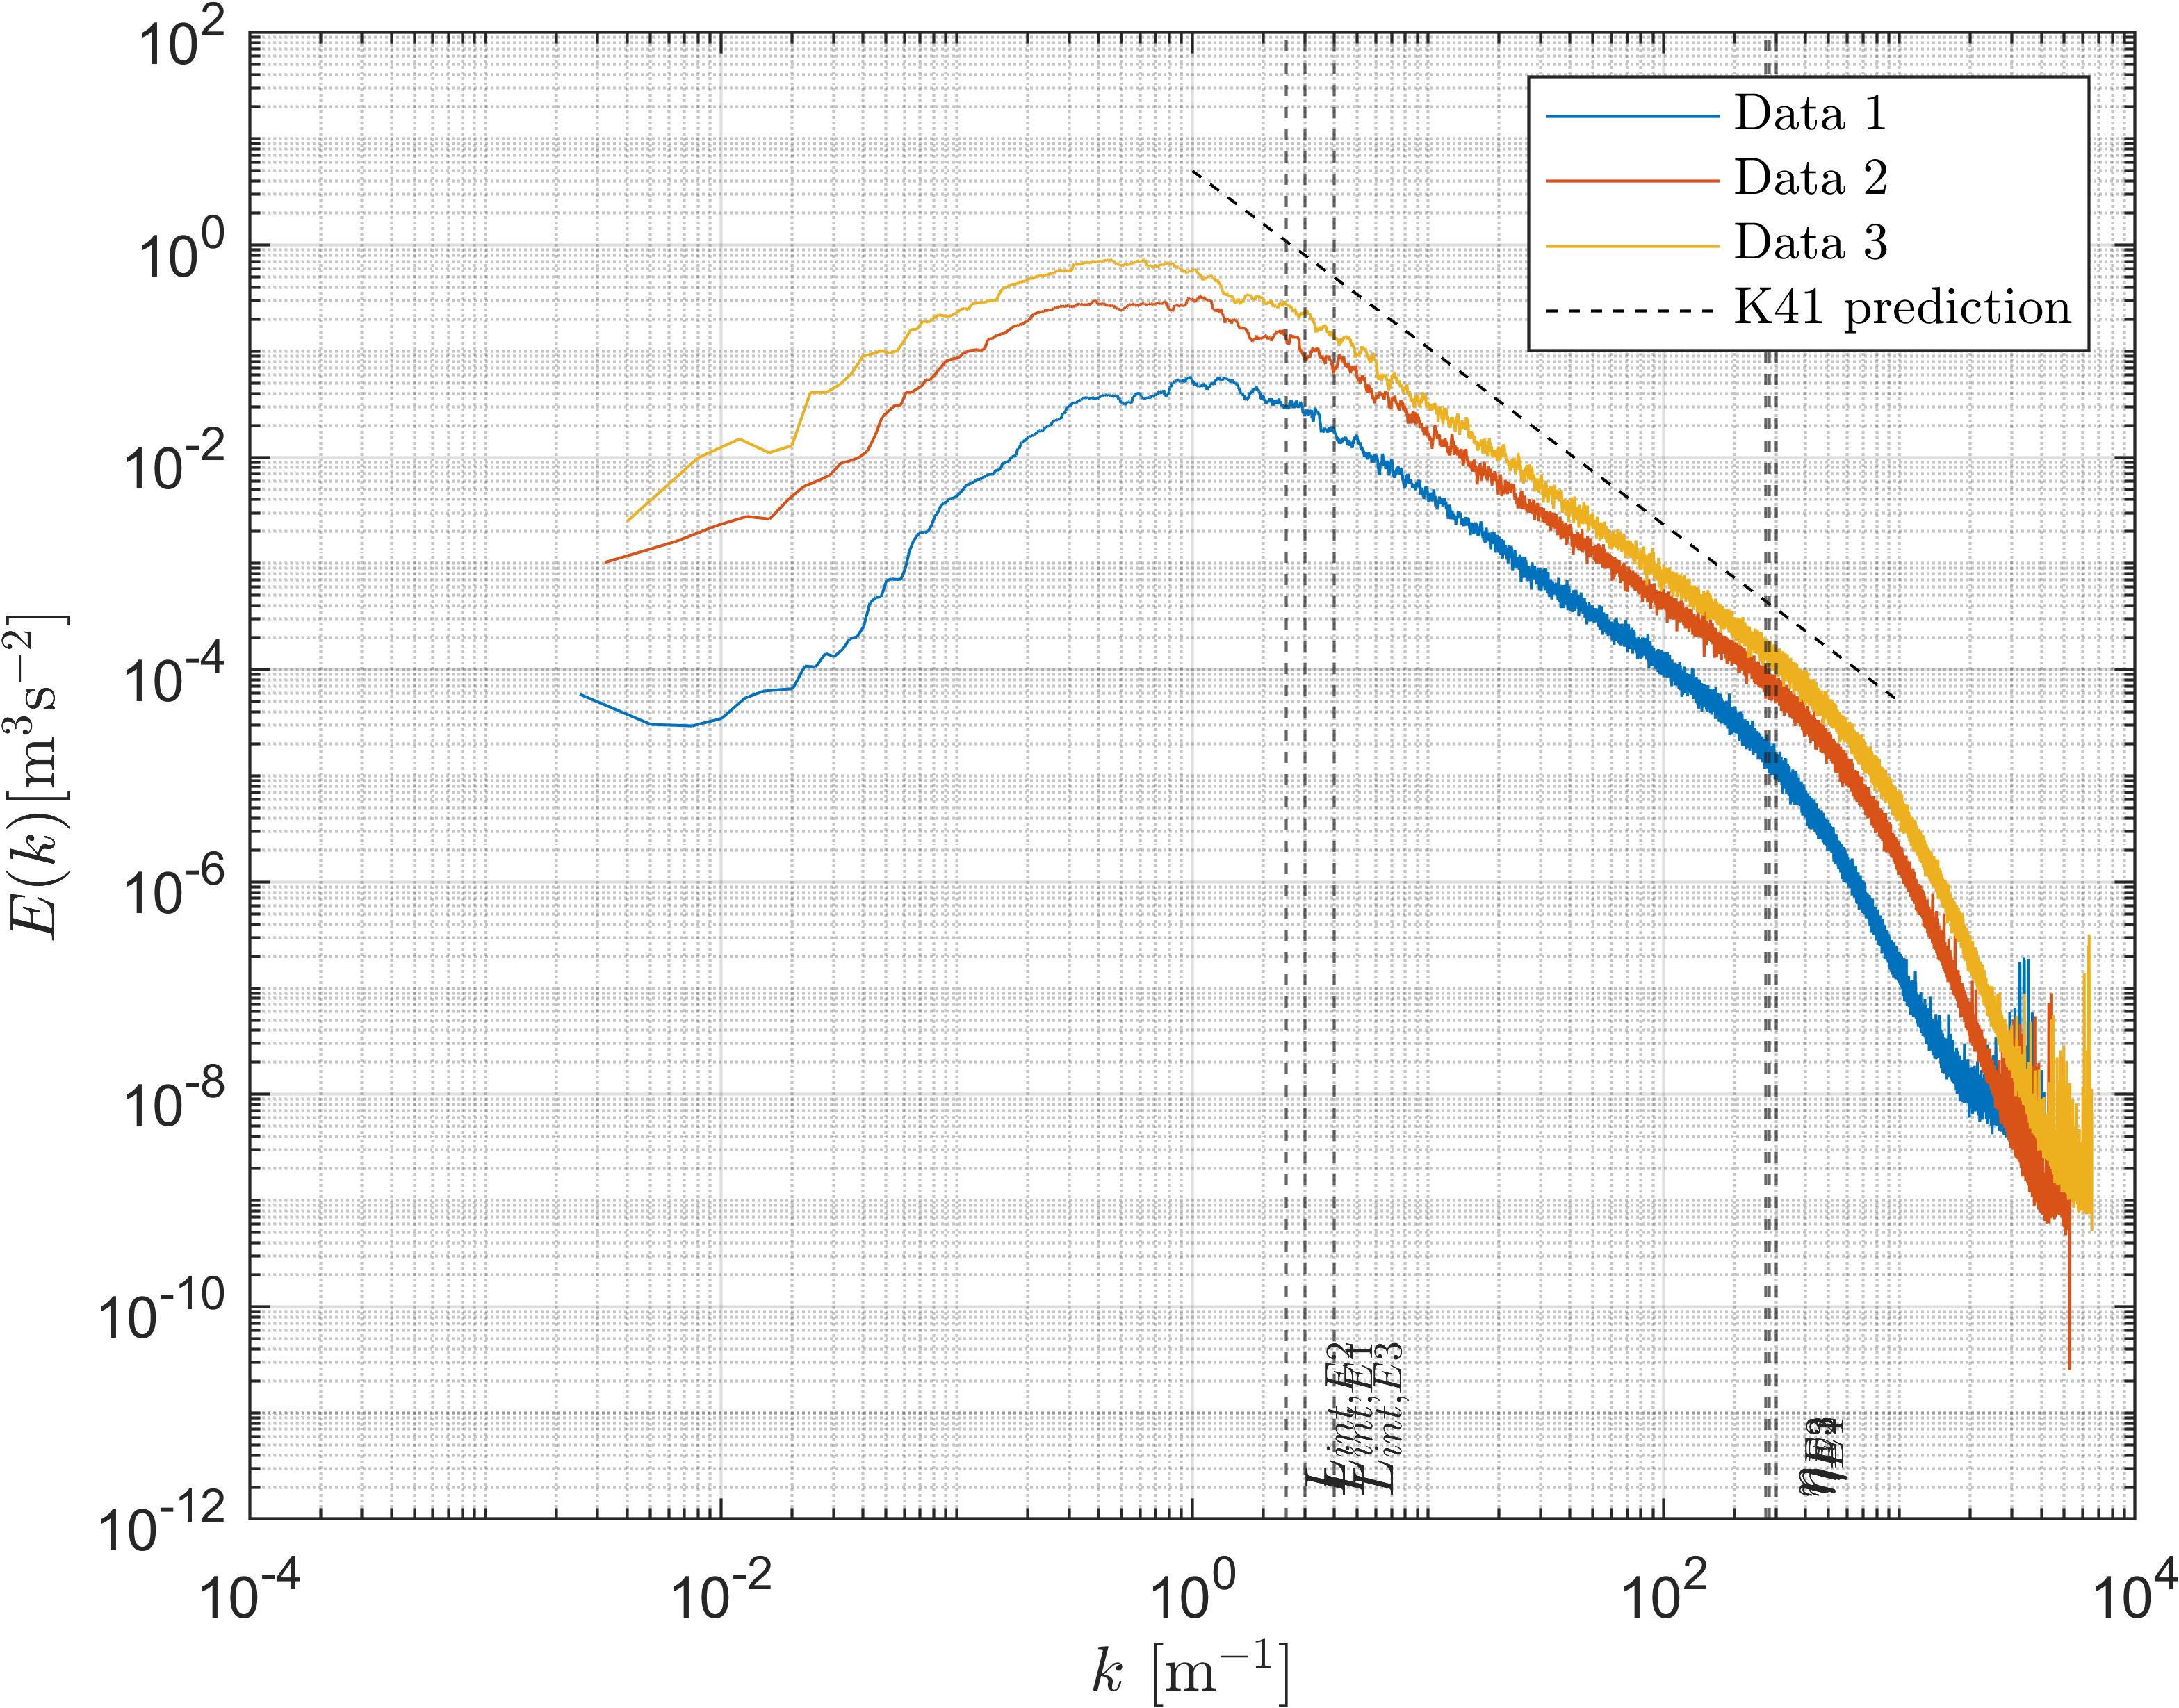 10^2
10^0
10^-2
10^-4
10^-6
10^-8
10^-10
10^-12
E(k)[m^3s^−2]
Data 1
Data 2
Data 3
K41 prediction
L_int,E2
L_int,E1
L_int,E3
10^-4
10^-2
10^0
10^2
10^4
k [m^−1]